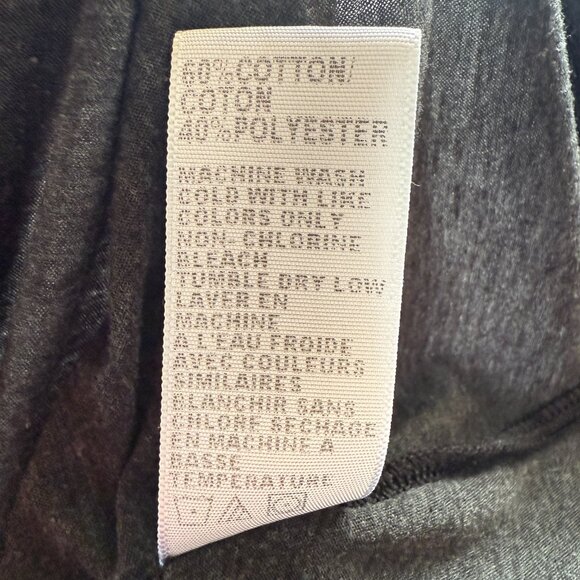 60%COTTON/
COTON
40%POLYESTER
MACHINE WASH
COLD WITH LIKE
COLORS ONLY
NON- CHLORINE
BLEACH
TUMBLE DRY LOW
LAVER EN
MACHINE
A L'EAU FROIDE
AVEC COULEURS
SIMILAIRES
BLANCHIR SANS
CHLORE SECHAGE
EN MACHINE A
BASSE
TEMPERATURE